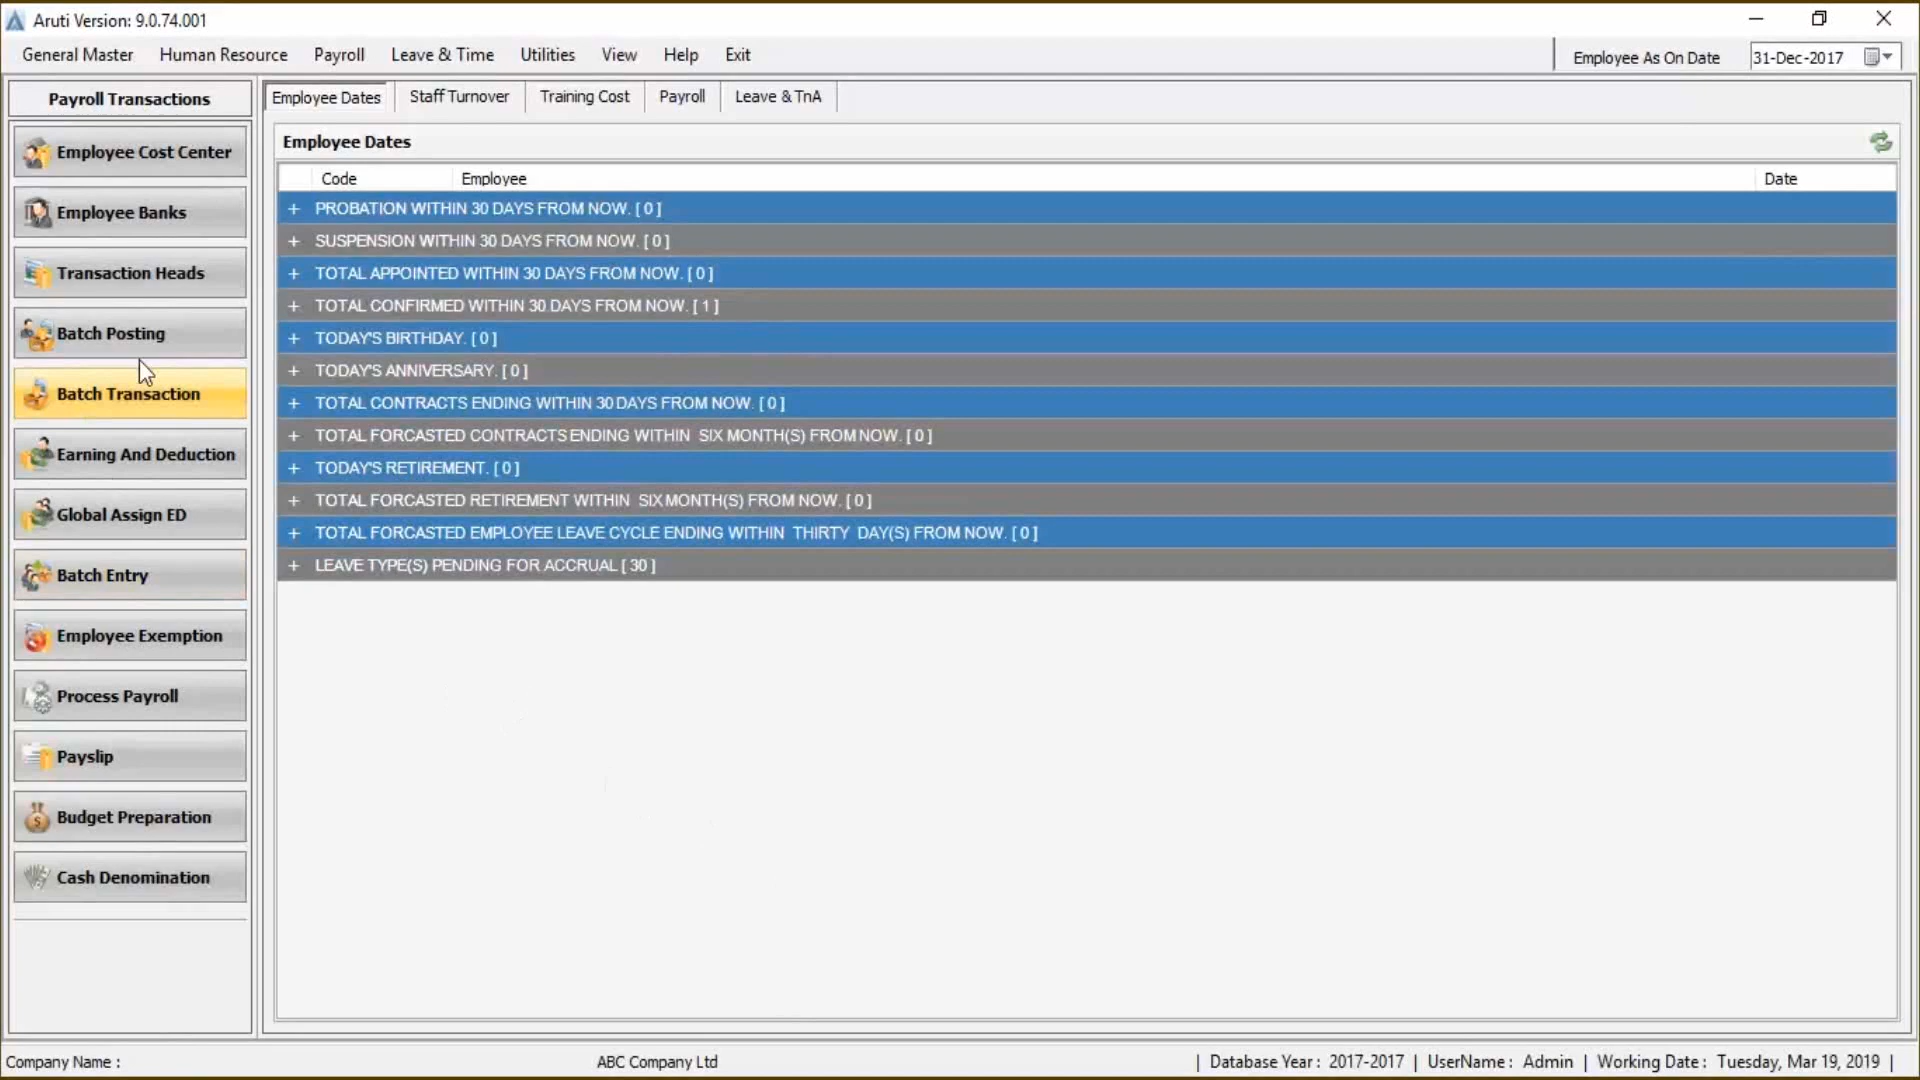 Aruti Version: 9.0.74.001
General Master Human Resource Payroll Leave & Time Utilities View Help Exit
Employee As On Date 31-Dec-2017
Payroll Transactions
Employee Cost Center
Employee Banks
Transaction Heads
Batch Posting
Batch Transaction
Earning And Deduction
Global Assign ED
Batch Entry
Employee Exemption
Process Payroll
Payslip
Budget Preparation
Cash Denomination
Employee Dates Staff Turnover Training Cost Payroll Leave & TnA
Employee Dates
Code Employee Date
+ PROBATION WITHIN 30 DAYS FROM NOW. [ 0 ]
+ SUSPENSION WITHIN 30 DAYS FROM NOW. [ 0 ]
+ TOTAL APPOINTED WITHIN 30 DAYS FROM NOW. [ 0 ]
+ TOTAL CONFIRMED WITHIN 30 DAYS FROM NOW. [ 1 ]
+ TODAY'S BIRTHDAY. [ 0 ]
+ TODAY'S ANNIVERSARY. [ 0 ]
+ TOTAL CONTRACTS ENDING WITHIN 30 DAYS FROM NOW. [ 0 ]
+ TOTAL FORCASTED CONTRACTS ENDING WITHIN SIX MONTH(S) FROM NOW. [ 0 ]
+ TODAY'S RETIREMENT. [ 0 ]
+ TOTAL FORCASTED RETIREMENT WITHIN SIX MONTH(S) FROM NOW. [ 0 ]
+ TOTAL FORCASTED EMPLOYEE LEAVE CYCLE ENDING WITHIN THIRTY DAY(S) FROM NOW. [ 0 ]
+ LEAVE TYPE(S) PENDING FOR ACCRUAL [ 30 ]
Company Name : ABC Company Ltd | Database Year : 2017-2017 | UserName : Admin | Working Date : Tuesday, Mar 19, 2019 |